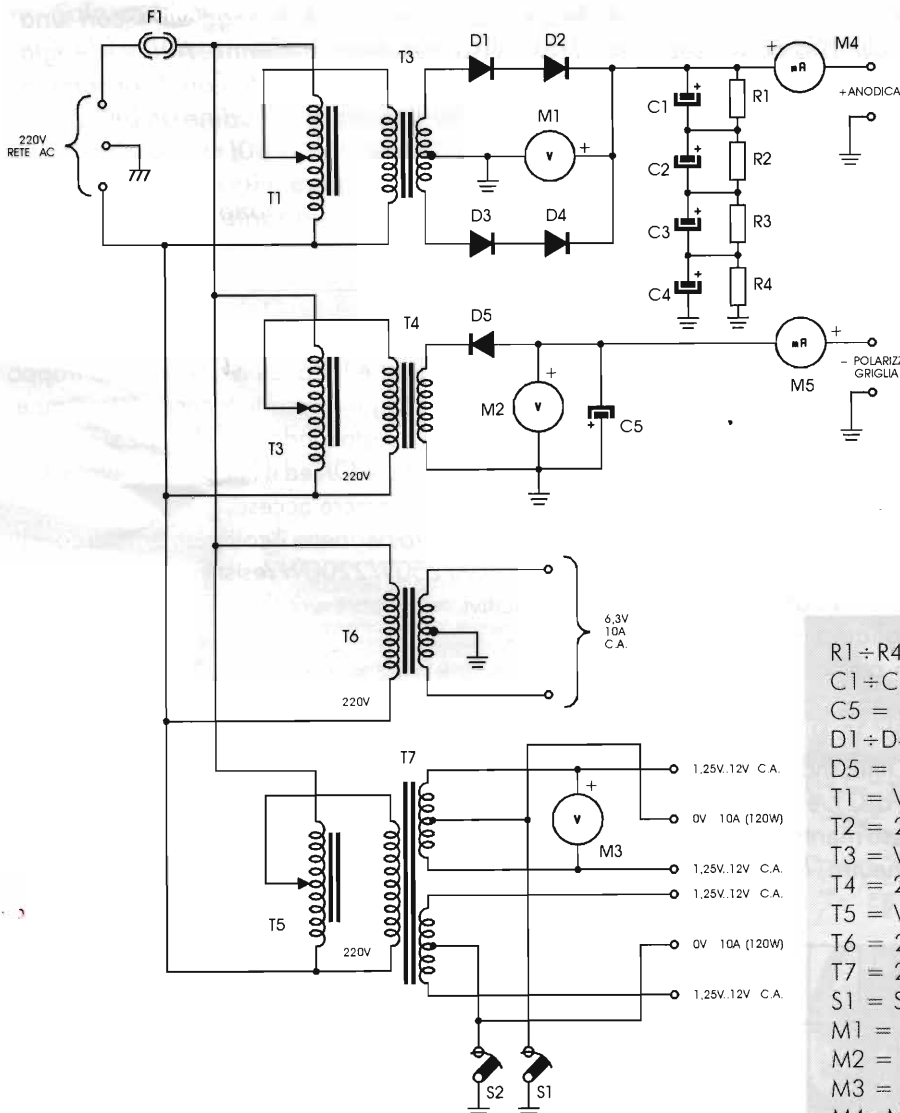 F1
220V
RETE AC
T1
T3
D1
D2
M1
V
+
D3
D4
C1
+
C2
+
C3
+
C4
+
R1
R2
R3
R4
+
mA
M4
+ANODICA
T3
220V
T4
D5
M2
V
+
C5
+
mA
+
M5
– POLARIZZ
GRIGLIA
T6
220V
6,3V
10A
C.A.
T5
220V
T7
V
+
M3
1,25V..12V C.A.
0V 10A (120W)
1,25V..12V C.A.
1,25V..12V C.A.
0V 10A (120W)
1,25V..12V C.A.
S2
S1
R1÷R4
C1÷C
C5 =
D1÷D
D5 =
T1 = V
T2 = 2
T3 = V
T4 = 2
T5 = V
T6 = 2
T7 = 2
S1 = S
M1 =
M2 =
M3 =